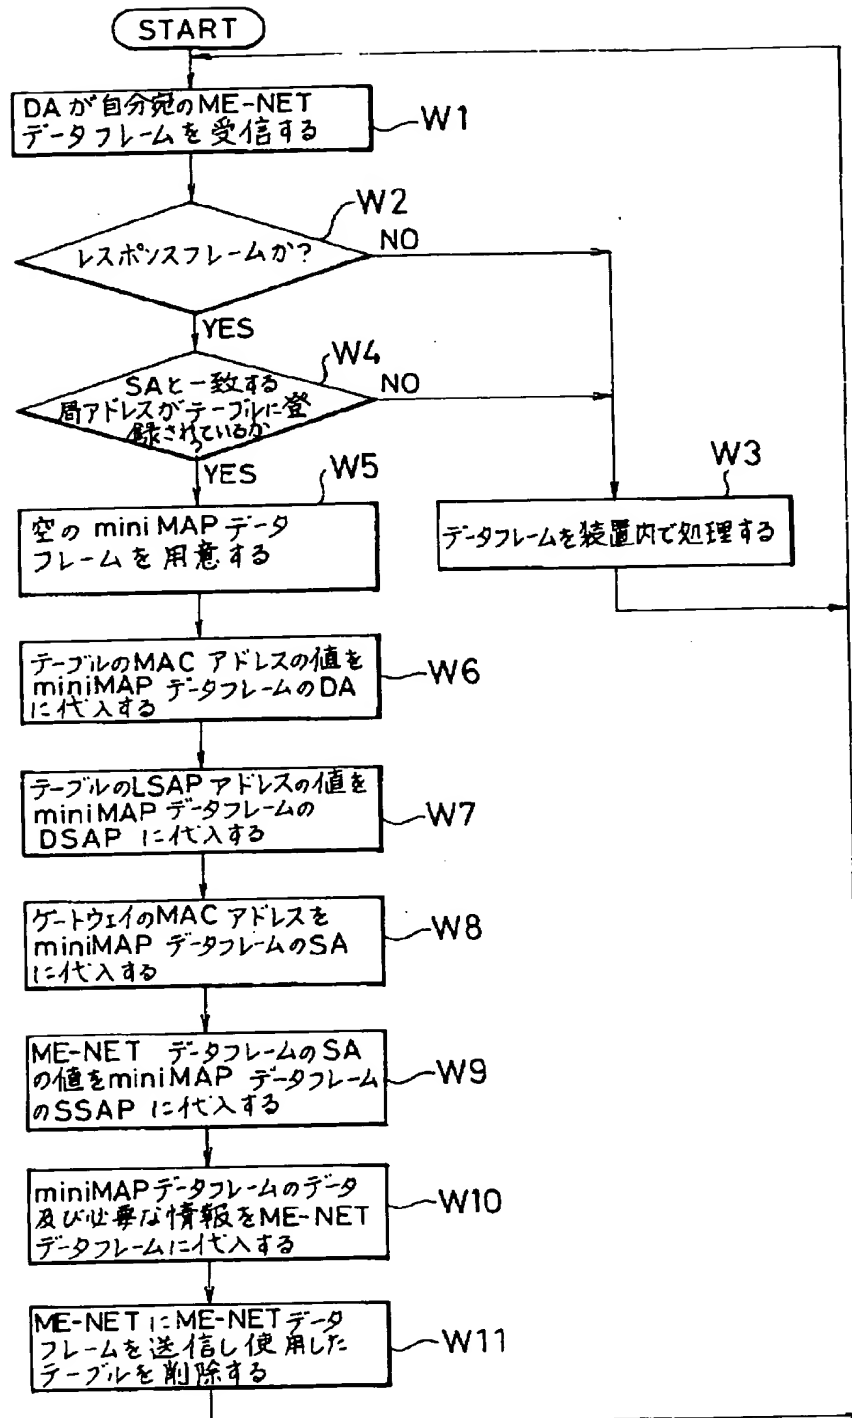 START
DAが自分宛のME-NET
データフレームを受信する
W1
W2
レスポンスフレームか?
NO
YES
W4
SAと一致する
局アドレスがテーブルに登
録されているか
?
NO
YES
W5
空の miniMAP データ
フレームを用意する
W3
データフレームを装置内で処理する
テーブルのMAC アドレスの値を
miniMAP データフレームのDA
に代入する
W6
テーブルのLSAP アドレスの値を
miniMAP データフレームの
DSAP に代入する
W7
ゲートウェイのMAC アドレスを
miniMAP データフレームのSA
に代入する
W8
ME-NET データフレームのSA
の値をminiMAP データフレーム
のSSAP に代入する
W9
miniMAPデータフレームのデータ
及び必要な情報をME-NET
データフレームに代入する
W10
ME-NETにME-NETデータ
フレームを送信し使用した
テーブルを削除する
W11